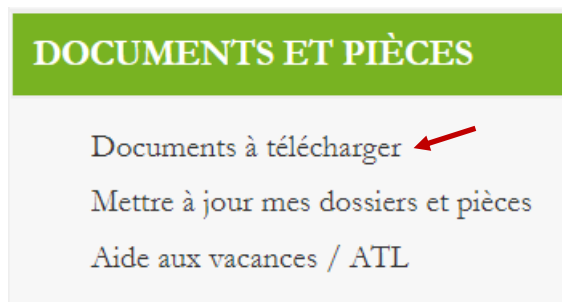 DOCUMENTS ET PIÈCES
Documents à télécharger
Mettre à jour mes dossiers et pièces
Aide aux vacances / ATL